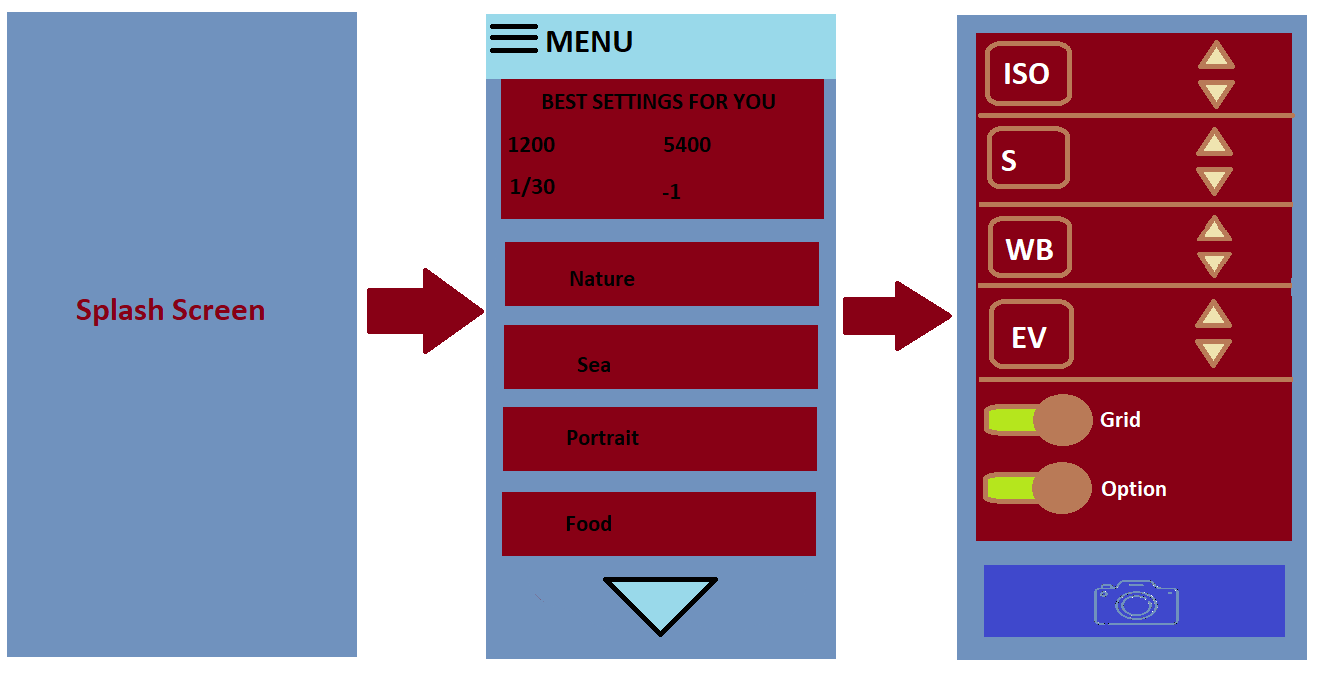 Splash Screen
MENU
BEST SETTINGS FOR YOU
1200 5400
1/30 -1
Nature
Sea
Portrait
Food
ISO
S
WB
EV
Grid
Option